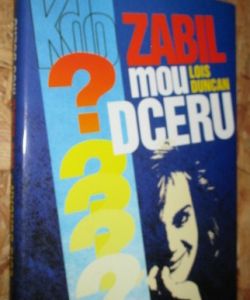 Kdo
ZABIL
mou
LOIS
DUNCAN
DCERU
?
?
?
?